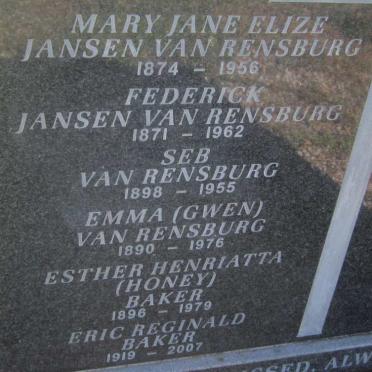 MARY JANE ELIZE
JANSEN VAN RENSBURG
1874 – 1956
FEDERICK
JANSEN VAN RENSBURG
1871 – 1962
SEB
VAN RENSBURG
1898 – 1955
EMMA (GWEN)
VAN RENSBURG
1890 – 1976
ESTHER HENRIATTA
(HONEY)
BAKER
1896 – 1979
ERIC REGINALD
BAKER
1919 – 2007